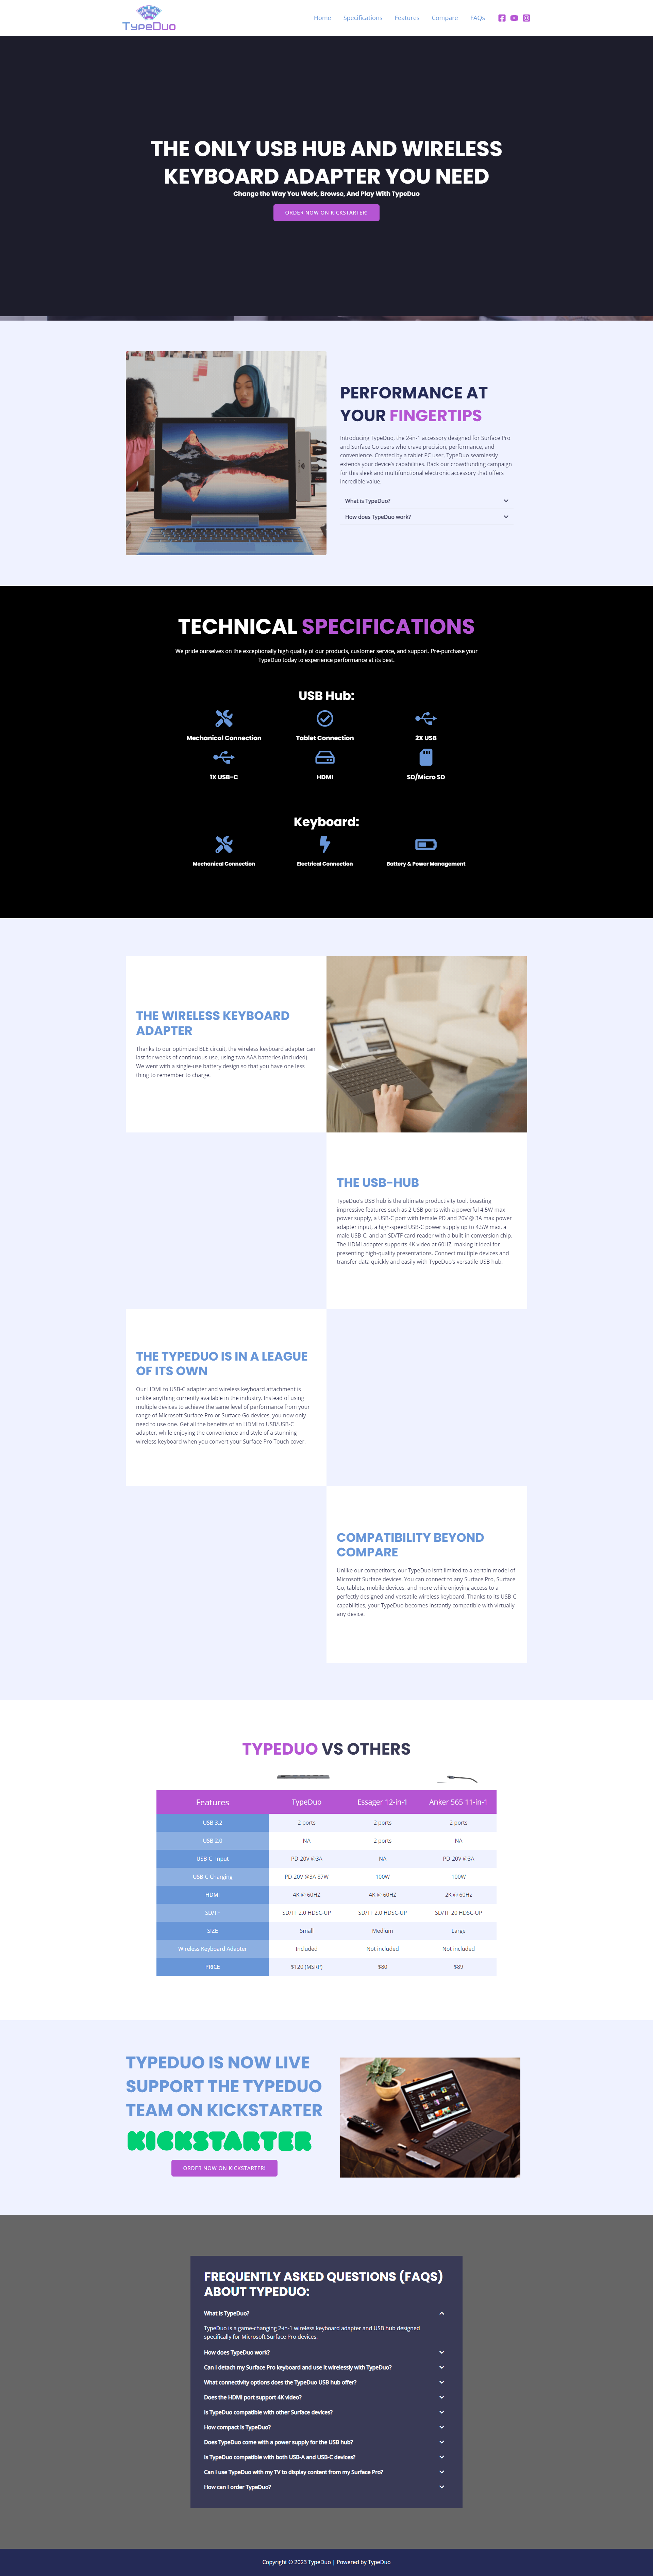 TypeDuo
Home Specifications Features Compare FAQs
THE ONLY USB HUB AND WIRELESS
KEYBOARD ADAPTER YOU NEED
Change the Way You Work, Browse, And Play With TypeDuo
ORDER NOW ON KICKSTARTER!
PERFORMANCE AT
YOUR FINGERTIPS
Introducing TypeDuo, the 2-in-1 accessory designed for Surface Pro
and Surface Go users who crave precision, performance, and
convenience. Created by a tablet PC user, TypeDuo seamlessly
extends your device's capabilities. Back our crowdfunding campaign
for this sleek and multifunctional electronic accessory that offers
incredible value.
What is TypeDuo?
How does TypeDuo work?
TECHNICAL SPECIFICATIONS
We pride ourselves on the exceptionally high quality of our products, customer service, and support. Pre-purchase your
TypeDuo today to experience performance at its best.
USB Hub:
Mechanical Connection
Tablet Connection
2X USB
1X USB-C
HDMI
SD/Micro SD
Keyboard:
Mechanical Connection
Electrical Connection
Battery & Power Management
THE WIRELESS KEYBOARD
ADAPTER
Thanks to our optimized BLE circuit, the wireless keyboard adapter can
last for weeks of continuous use, using two AAA batteries (Included).
We went with a single-use battery design so that you have one less
thing to remember to charge.
THE USB-HUB
TypeDuo's USB hub is the ultimate productivity tool, boasting
impressive features such as 2 USB ports with a powerful 4.5W max
power supply, a USB-C port with female PD and 20V @ 3A max power
adapter input, a high-speed USB-C power supply up to 4.5W max, a
male USB-C, and an SD/TF card reader with a built-in conversion chip.
The HDMI adapter supports 4K video at 60HZ, making it ideal for
presenting high-quality presentations. Connect multiple devices and
transfer data quickly and easily with TypeDuo's versatile USB hub.
THE TYPEDUO IS IN A LEAGUE
OF ITS OWN
Our HDMI to USB-C adapter and wireless keyboard attachment is
unlike anything currently available in the industry. Instead of using
multiple devices to achieve the same level of performance from your
range of Microsoft Surface Pro or Surface Go devices, you now only
need to use one. Get all the benefits of an HDMI to USB/USB-C
adapter, while enjoying the convenience and style of a stunning
wireless keyboard when you convert your Surface Pro Touch cover.
COMPATIBILITY BEYOND
COMPARE
Unlike our competitors, our TypeDuo isn't limited to a certain model of
Microsoft Surface devices. You can connect to any Surface Pro, Surface
Go, tablets, mobile devices, and more while enjoying access to a
perfectly designed and versatile wireless keyboard. Thanks to its USB-C
capabilities, your TypeDuo becomes instantly compatible with virtually
any device.
TYPEDUO VS OTHERS
Features TypeDuo Essager 12-in-1 Anker 565 11-in-1
USB 3.2 2 ports 2 ports 2 ports
USB 2.0 NA 2 ports NA
USB-C -Input PD-20V @3A NA PD-20V @3A
USB-C Charging PD-20V @3A 87W 100W 100W
HDMI 4K @ 60HZ 4K @ 60HZ 2K @ 60Hz
SD/TF SD/TF 2.0 HDSC-UP SD/TF 2.0 HDSC-UP SD/TF 20 HDSC-UP
SIZE Small Medium Large
Wireless Keyboard Adapter Included Not included Not included
PRICE $120 (MSRP) $80 $89
TYPEDUO IS NOW LIVE
SUPPORT THE TYPEDUO
TEAM ON KICKSTARTER
KICKSTARTER
ORDER NOW ON KICKSTARTER!
FREQUENTLY ASKED QUESTIONS (FAQS)
ABOUT TYPEDUO:
What is TypeDuo?
TypeDuo is a game-changing 2-in-1 wireless keyboard adapter and USB hub designed
specifically for Microsoft Surface Pro devices.
How does TypeDuo work?
Can I detach my Surface Pro keyboard and use it wirelessly with TypeDuo?
What connectivity options does the TypeDuo USB hub offer?
Does the HDMI port support 4K video?
Is TypeDuo compatible with other Surface devices?
How compact is TypeDuo?
Does TypeDuo come with a power supply for the USB hub?
Is TypeDuo compatible with both USB-A and USB-C devices?
Can I use TypeDuo with my TV to display content from my Surface Pro?
How can I order TypeDuo?
Copyright © 2023 TypeDuo | Powered by TypeDuo